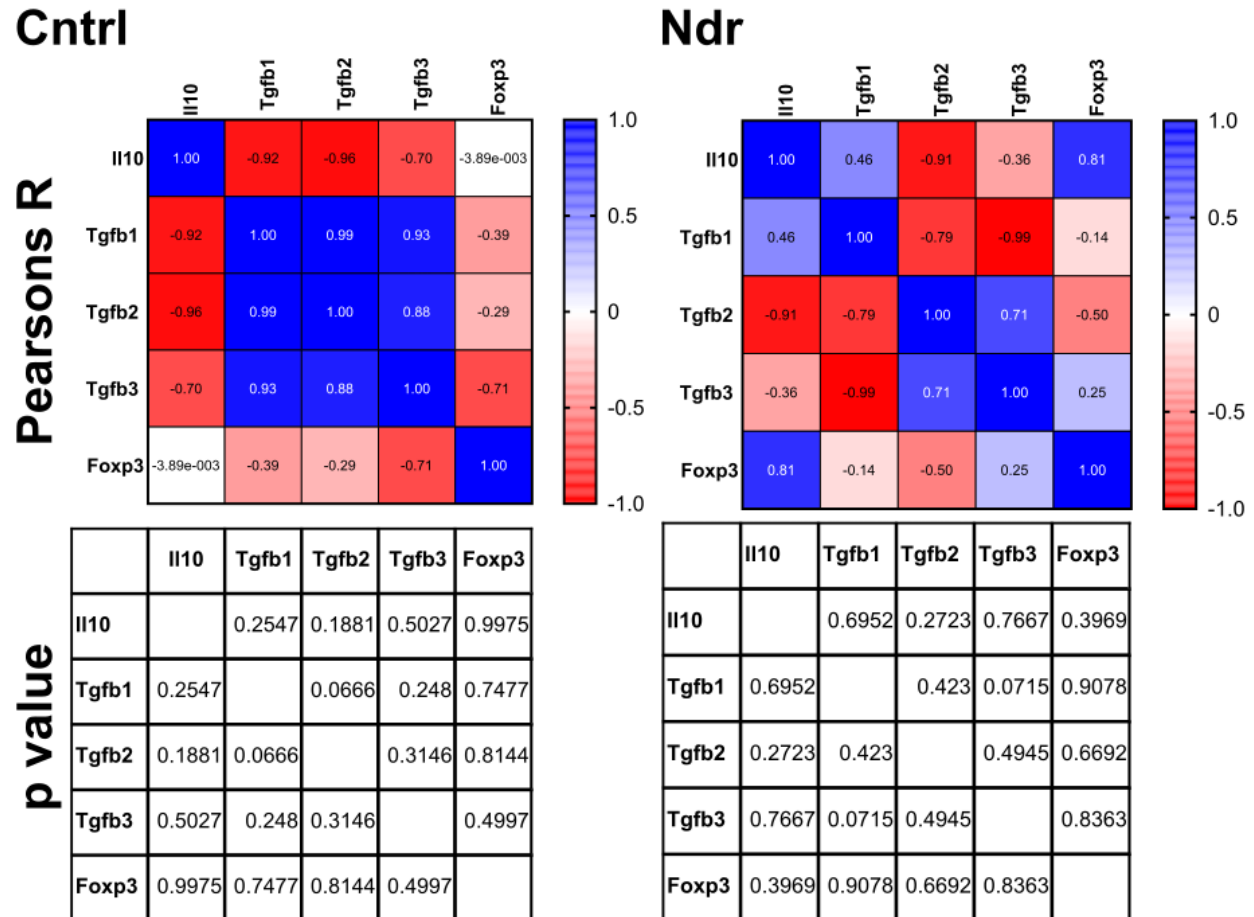 Cntrl
Il10 Tgfb1 Tgfb2 Tgfb3 Foxp3
Pearsons R
Il10 1.00 -0.92 -0.96 -0.70 -3.89e-003
Tgfb1 -0.92 1.00 0.99 0.93 -0.39
Tgfb2 -0.96 0.99 1.00 0.88 -0.29
Tgfb3 -0.70 0.93 0.88 1.00 -0.71
Foxp3 -3.89e-003 -0.39 -0.29 -0.71 1.00
1.0
0.5
0
-0.5
-1.0
Ndr
Il10 Tgfb1 Tgfb2 Tgfb3 Foxp3
Il10 1.00 0.46 -0.91 -0.36 0.81
Tgfb1 0.46 1.00 -0.79 -0.99 -0.14
Tgfb2 -0.91 -0.79 1.00 0.71 -0.50
Tgfb3 -0.36 -0.99 0.71 1.00 0.25
Foxp3 0.81 -0.14 -0.50 0.25 1.00
1.0
0.5
0
-0.5
-1.0
p value
Il10 Tgfb1 Tgfb2 Tgfb3 Foxp3
Il10 0.2547 0.1881 0.5027 0.9975
Tgfb1 0.2547 0.0666 0.248 0.7477
Tgfb2 0.1881 0.0666 0.3146 0.8144
Tgfb3 0.5027 0.248 0.3146 0.4997
Foxp3 0.9975 0.7477 0.8144 0.4997
Il10 Tgfb1 Tgfb2 Tgfb3 Foxp3
Il10 0.6952 0.2723 0.7667 0.3969
Tgfb1 0.6952 0.423 0.0715 0.9078
Tgfb2 0.2723 0.423 0.4945 0.6692
Tgfb3 0.7667 0.0715 0.4945 0.8363
Foxp3 0.3969 0.9078 0.6692 0.8363